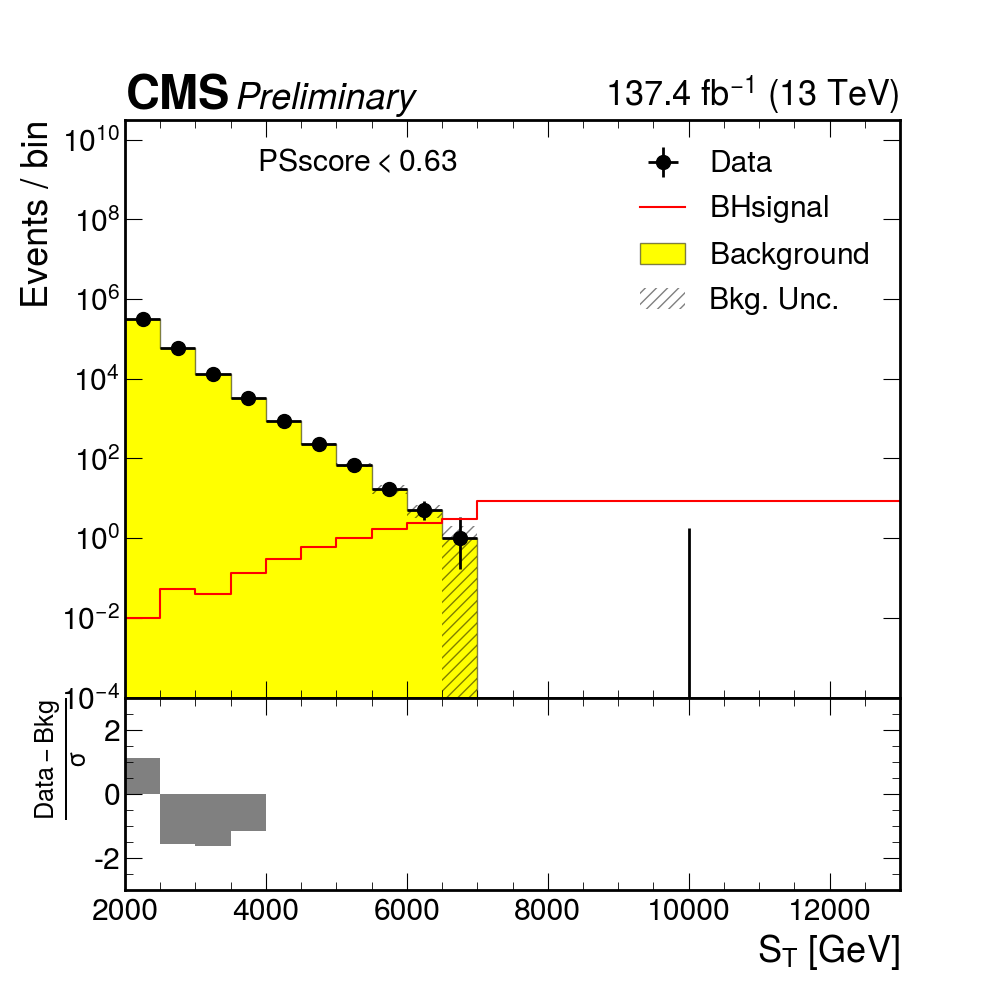 CMS Preliminary 137.4 fb⁻¹ (13 TeV)
PSscore < 0.63
Data
BHsignal
Background
Bkg. Unc.
Events / bin
10¹⁰
10⁸
10⁶
10⁴
10²
10⁰
10⁻²
10⁻⁴
Data – Bkg
σ
2
0
-2
2000 4000 6000 8000 10000 12000
S_T [GeV]